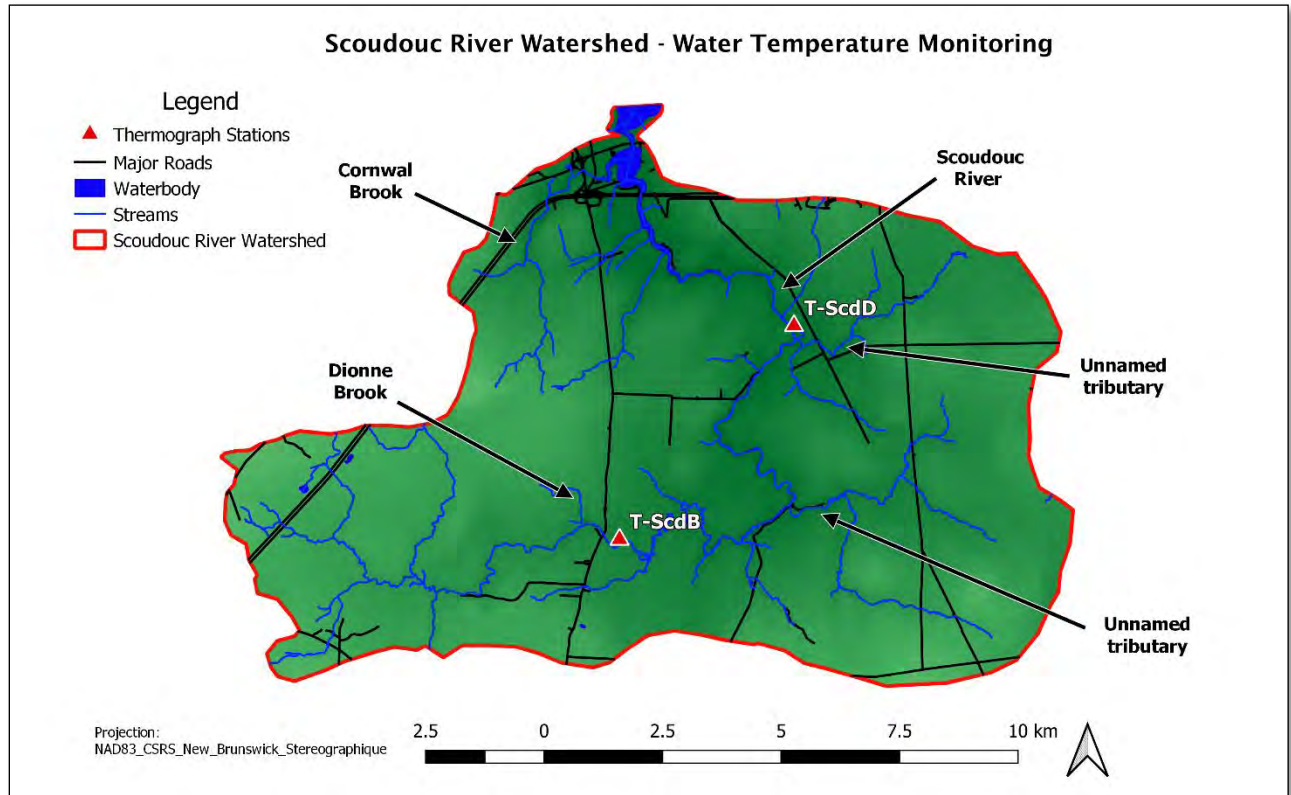 Scoudouc River Watershed - Water Temperature Monitoring
Legend
Thermograph Stations
Major Roads
Waterbody
Streams
Scoudouc River Watershed
Cornwal
Brook
Scoudouc
River
T-ScdD
Unnamed
tributary
Dionne
Brook
T-ScdB
Unnamed
tributary
Projection:
NAD83_CSRS_New_Brunswick_Stereographique
2.5 0 2.5 5 7.5 10 km